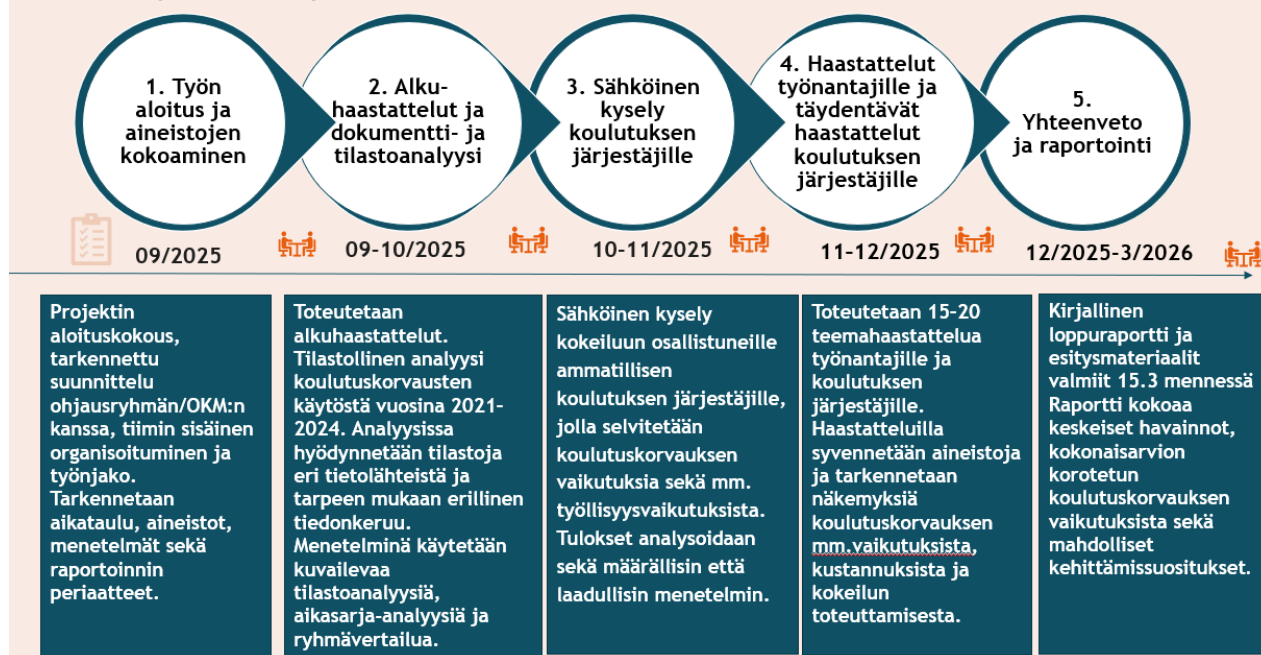 1. Työn
aloitus ja
aineistojen
kokoaminen
2. Alku-
haastattelut ja
dokumentti- ja
tilastoanalyysi
3. Sähköinen
kysely
koulutuksen
järjestäjille
4. Haastattelut
työnantajille ja
täydentävät
haastattelut
koulutuksen
järjestäjille
5.
Yhteenveto
ja raportointi
09/2025
09-10/2025
10-11/2025
11-12/2025
12/2025-3/2026
Projektin
aloituskokous,
tarkennettu
suunnittelu
ohjausryhmän/OKM:n
kanssa, tiimin sisäinen
organisoituminen ja
työnjako.
Tarkennetaan
aikataulu, aineistot,
menetelmät sekä
raportoinnin
periaatteet.
Toteutetaan
alkuhaastattelut.
Tilastollinen analyysi
koulutuskorvausten
käytöstä vuosina 2021-
2024. Analyysissa
hyödynnetään tilastoja
eri tietolähteistä ja
tarpeen mukaan erillinen
tiedonkeruu.
Menetelminä käytetään
kuvailevaa
tilastoanalyysiä,
aikasarja-analyysiä ja
ryhmävertailua.
Sähköinen kysely
kokeiluun osallistuneille
ammatillisen
koulutuksen järjestäjille,
jolla selvitetään
koulutuskorvauksen
vaikutuksia sekä mm.
työllisyysvaikutuksista.
Tulokset analysoidaan
sekä määrällisin että
laadullisin menetelmin.
Toteutetaan 15-20
teemahaastattelua
työnantajille ja
koulutuksen
järjestäjille.
Haastatteluilla
syvennetään aineistoja
ja tarkennetaan
näkemyksiä
koulutuskorvauksen
mm.vaikutuksista,
kustannuksista ja
kokeilun
toteuttamisesta.
Kirjallinen
loppuraportti ja
esitysmateriaalit
valmiit 15.3 mennessä
Raportti kokoaa
keskeiset havainnot,
kokonaisarvion
korotetun
koulutuskorvauksen
vaikutuksista sekä
mahdolliset
kehittämissuositukset.